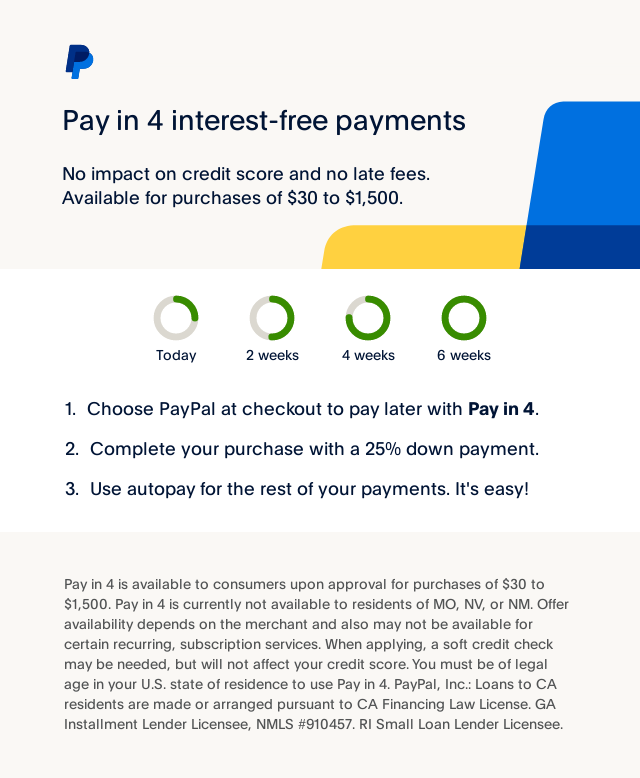 Pay in 4 interest-free payments
No impact on credit score and no late fees.
Available for purchases of $30 to $1,500.
Today 2 weeks 4 weeks 6 weeks
1. Choose PayPal at checkout to pay later with Pay in 4.
2. Complete your purchase with a 25% down payment.
3. Use autopay for the rest of your payments. It's easy!
Pay in 4 is available to consumers upon approval for purchases of $30 to
$1,500. Pay in 4 is currently not available to residents of MO, NV, or NM. Offer
availability depends on the merchant and also may not be available for
certain recurring, subscription services. When applying, a soft credit check
may be needed, but will not affect your credit score. You must be of legal
age in your U.S. state of residence to use Pay in 4. PayPal, Inc.: Loans to CA
residents are made or arranged pursuant to CA Financing Law License. GA
Installment Lender Licensee, NMLS #910457. RI Small Loan Lender Licensee.